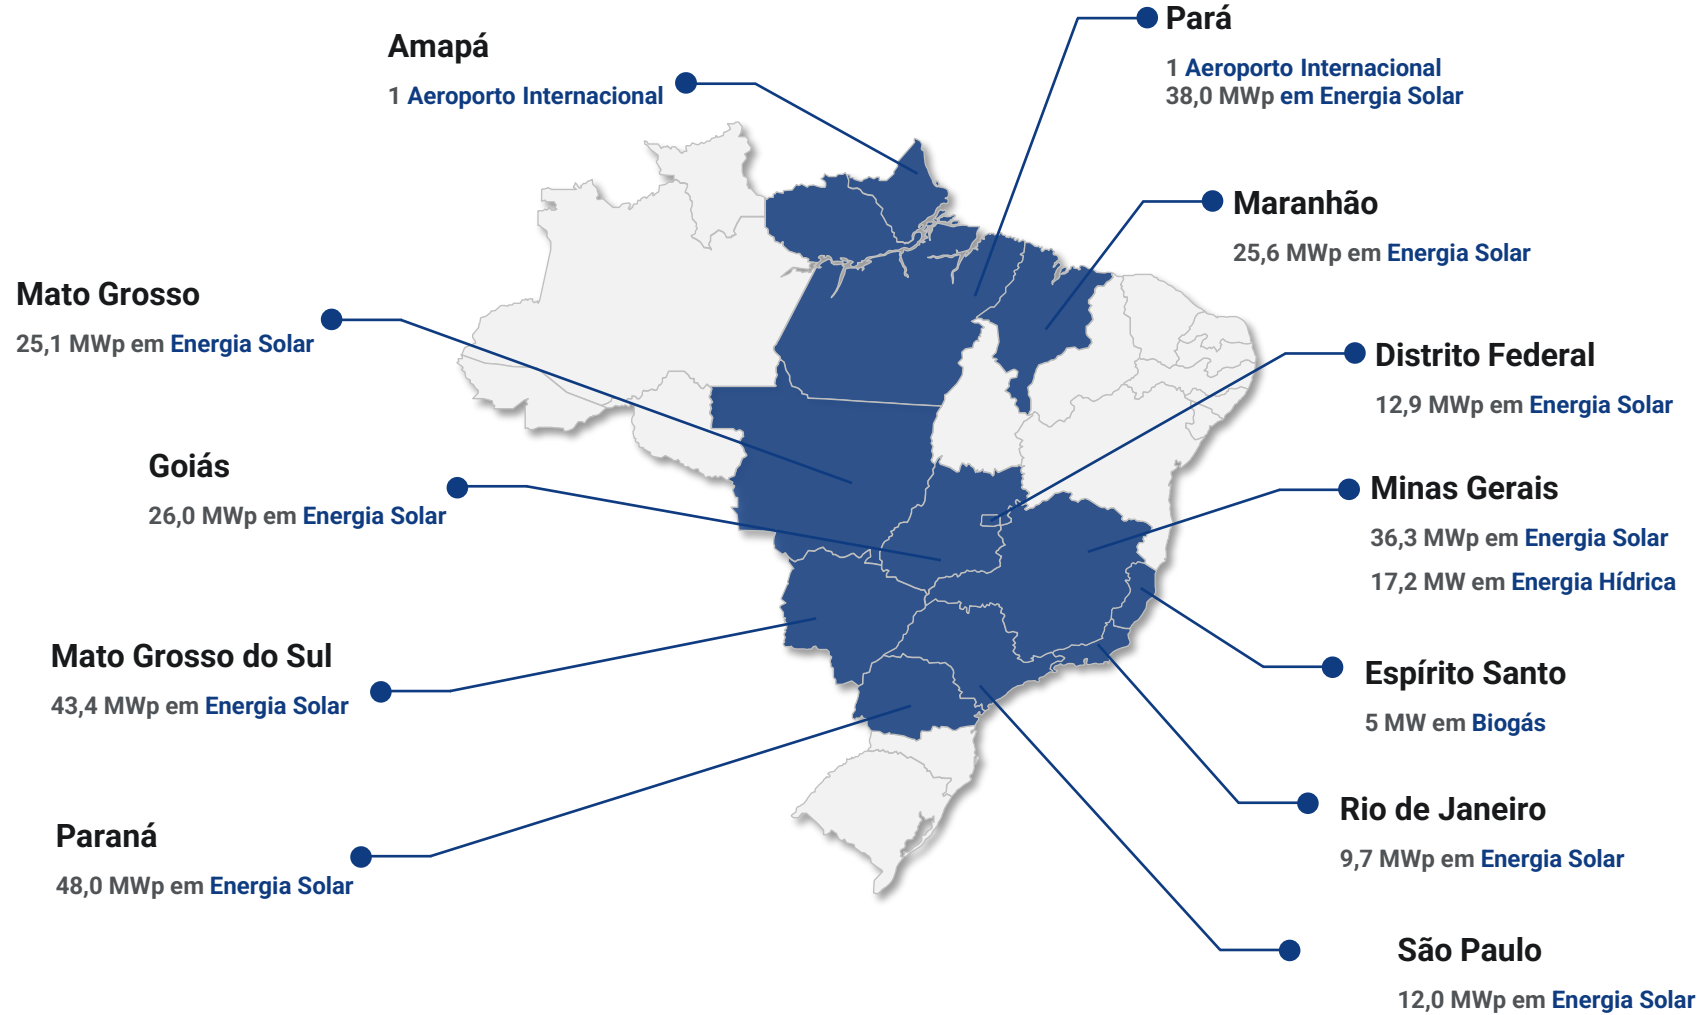 Amapá
1 Aeroporto Internacional
Pará
1 Aeroporto Internacional
38,0 MWp em Energia Solar
Maranhão
25,6 MWp em Energia Solar
Mato Grosso
25,1 MWp em Energia Solar
Distrito Federal
12,9 MWp em Energia Solar
Goiás
26,0 MWp em Energia Solar
Minas Gerais
36,3 MWp em Energia Solar
17,2 MW em Energia Hídrica
Mato Grosso do Sul
43,4 MWp em Energia Solar
Espírito Santo
5 MW em Biogás
Paraná
48,0 MWp em Energia Solar
Rio de Janeiro
9,7 MWp em Energia Solar
São Paulo
12,0 MWp em Energia Solar